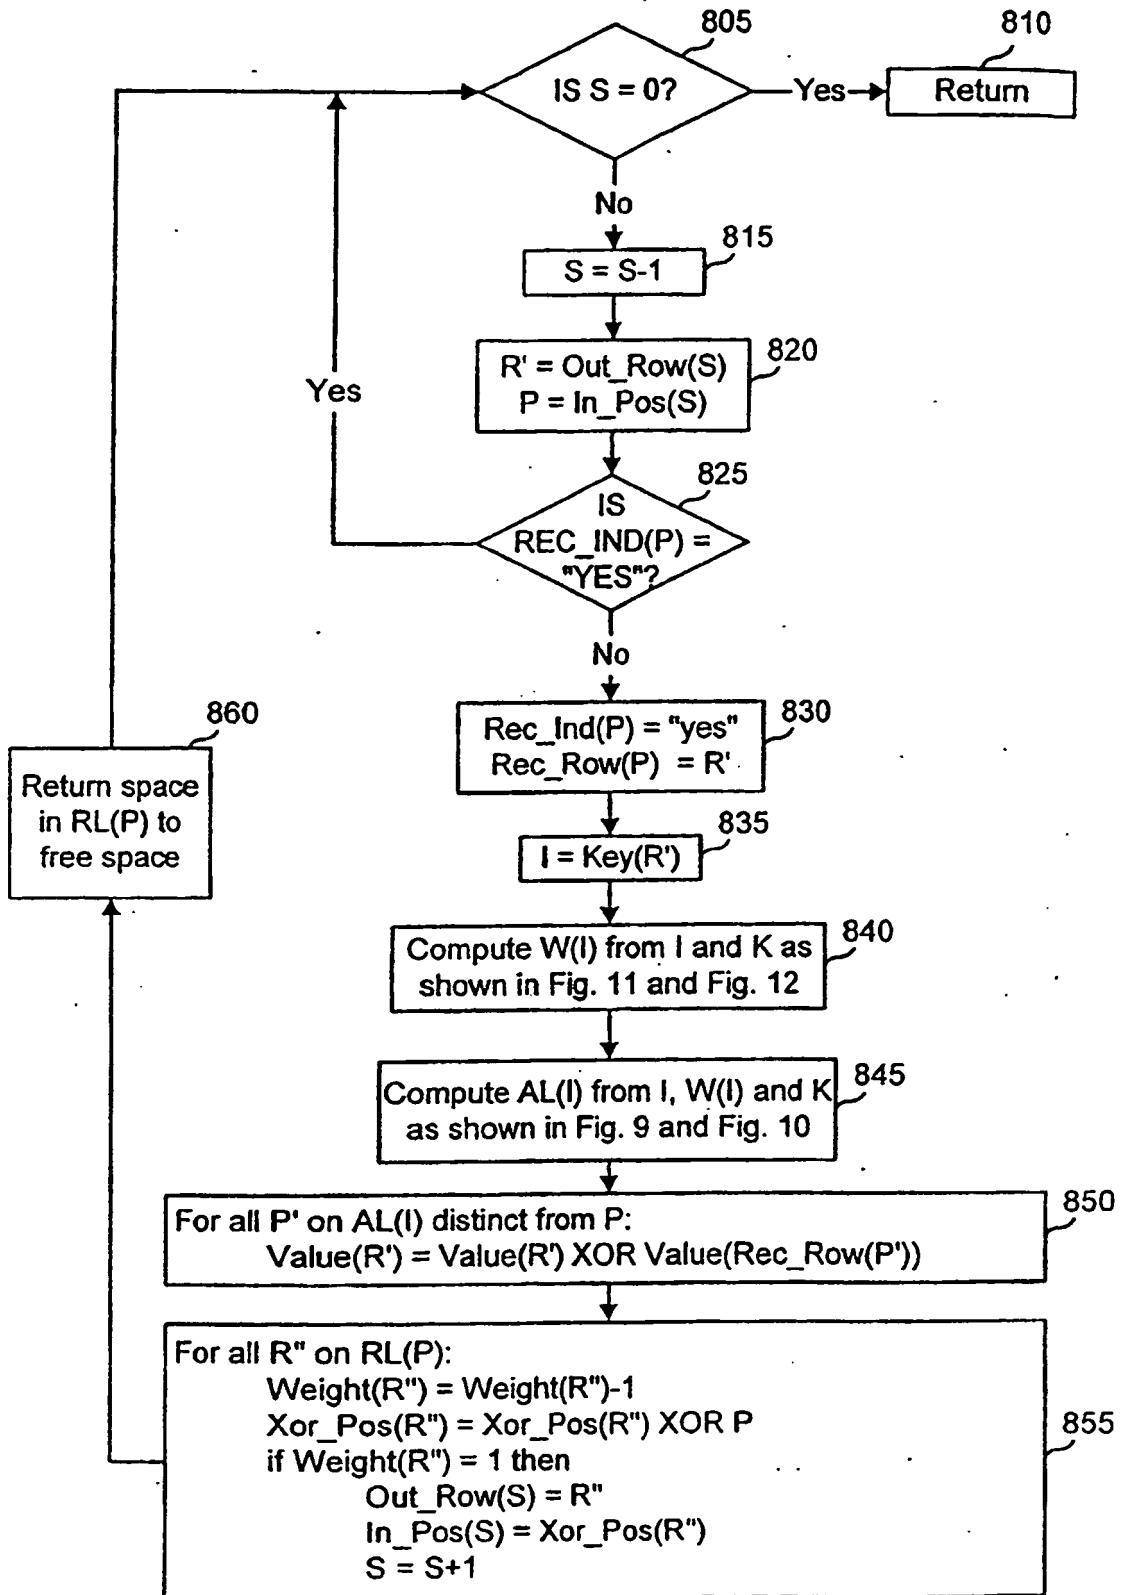 805
810
IS S = 0?
Yes
Return
No
815
S = S-1
820
R' = Out_Row(S)
P = In_Pos(S)
Yes
825
IS
REC_IND(P) =
"YES"?
No
830
Rec_Ind(P) = "yes"
Rec_Row(P) = R'
860
Return space
in RL(P) to
free space
835
I = Key(R')
840
Compute W(I) from I and K as
shown in Fig. 11 and Fig. 12
845
Compute AL(I) from I, W(I) and K
as shown in Fig. 9 and Fig. 10
850
For all P' on AL(I) distinct from P:
Value(R') = Value(R') XOR Value(Rec_Row(P'))
For all R" on RL(P):
Weight(R") = Weight(R")-1
Xor_Pos(R") = Xor_Pos(R") XOR P
855
if Weight(R") = 1 then
Out_Row(S) = R"
In_Pos(S) = Xor_Pos(R")
S = S+1